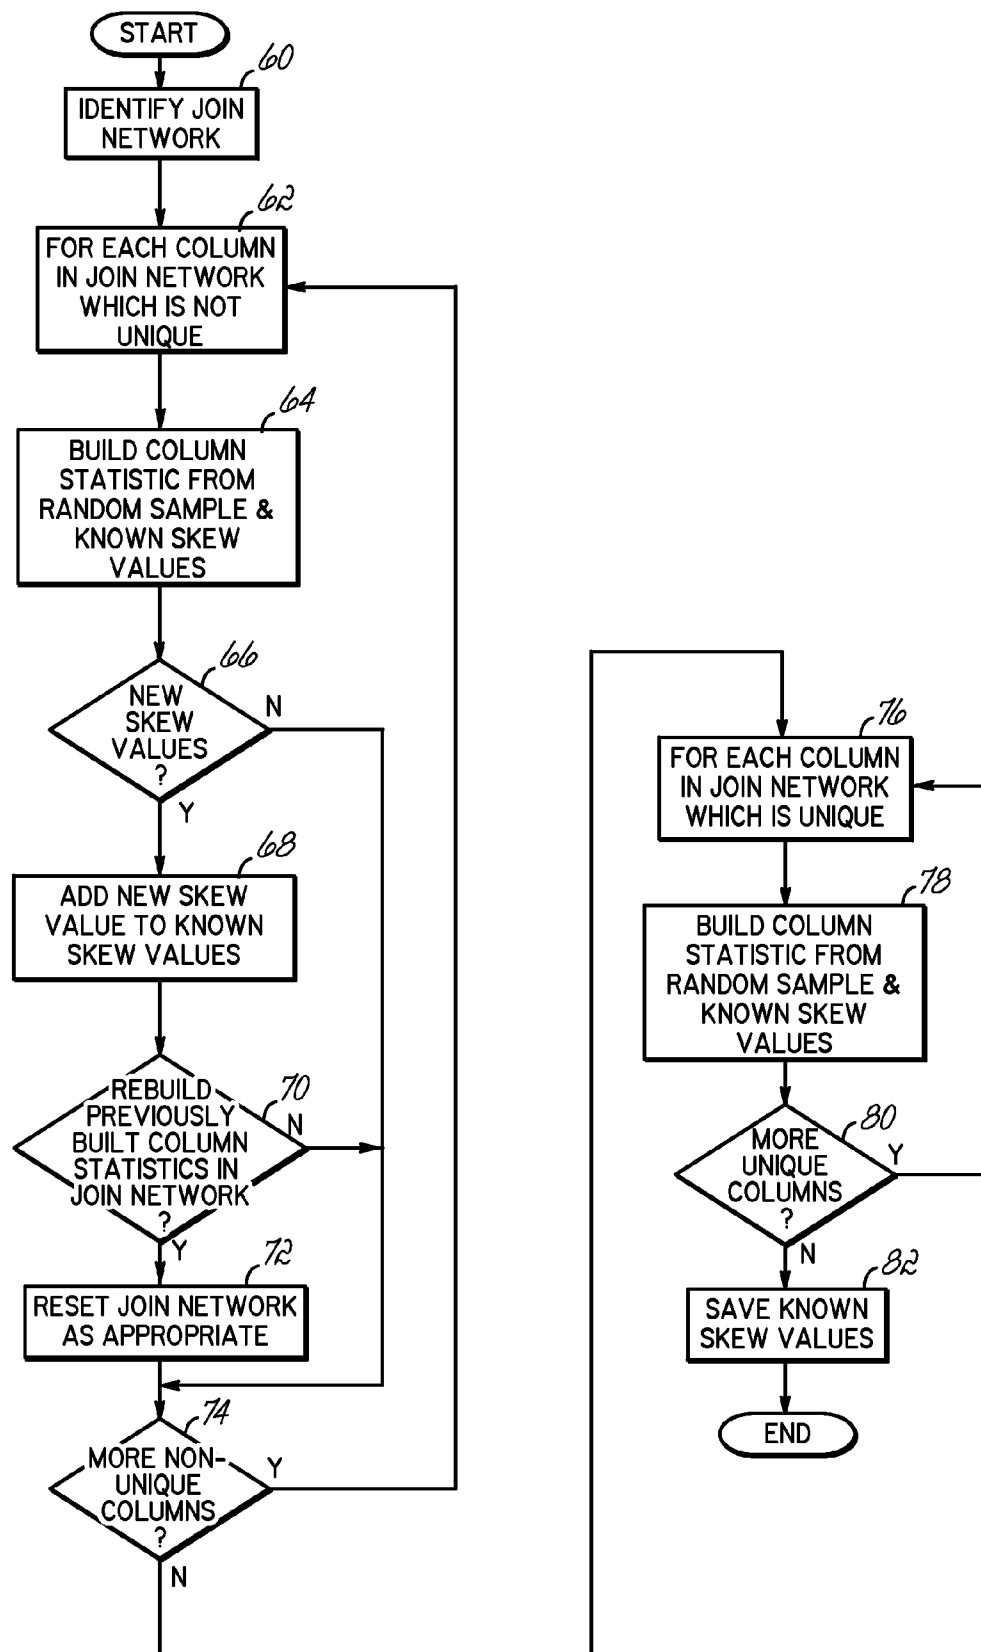 START
60
IDENTIFY JOIN
NETWORK
62
FOR EACH COLUMN
IN JOIN NETWORK
WHICH IS NOT
UNIQUE
64
BUILD COLUMN
STATISTIC FROM
RANDOM SAMPLE &
KNOWN SKEW
VALUES
66
NEW
SKEW
VALUES
?
N
Y
68
ADD NEW SKEW
VALUE TO KNOWN
SKEW VALUES
70
REBUILD
PREVIOUSLY
BUILT COLUMN
STATISTICS IN
JOIN NETWORK
?
N
Y
72
RESET JOIN NETWORK
AS APPROPRIATE
74
MORE NON-
UNIQUE
COLUMNS
?
Y
N
76
FOR EACH COLUMN
IN JOIN NETWORK
WHICH IS UNIQUE
78
BUILD COLUMN
STATISTIC FROM
RANDOM SAMPLE &
KNOWN SKEW
VALUES
80
MORE
UNIQUE
COLUMNS
?
Y
N
82
SAVE KNOWN
SKEW VALUES
END